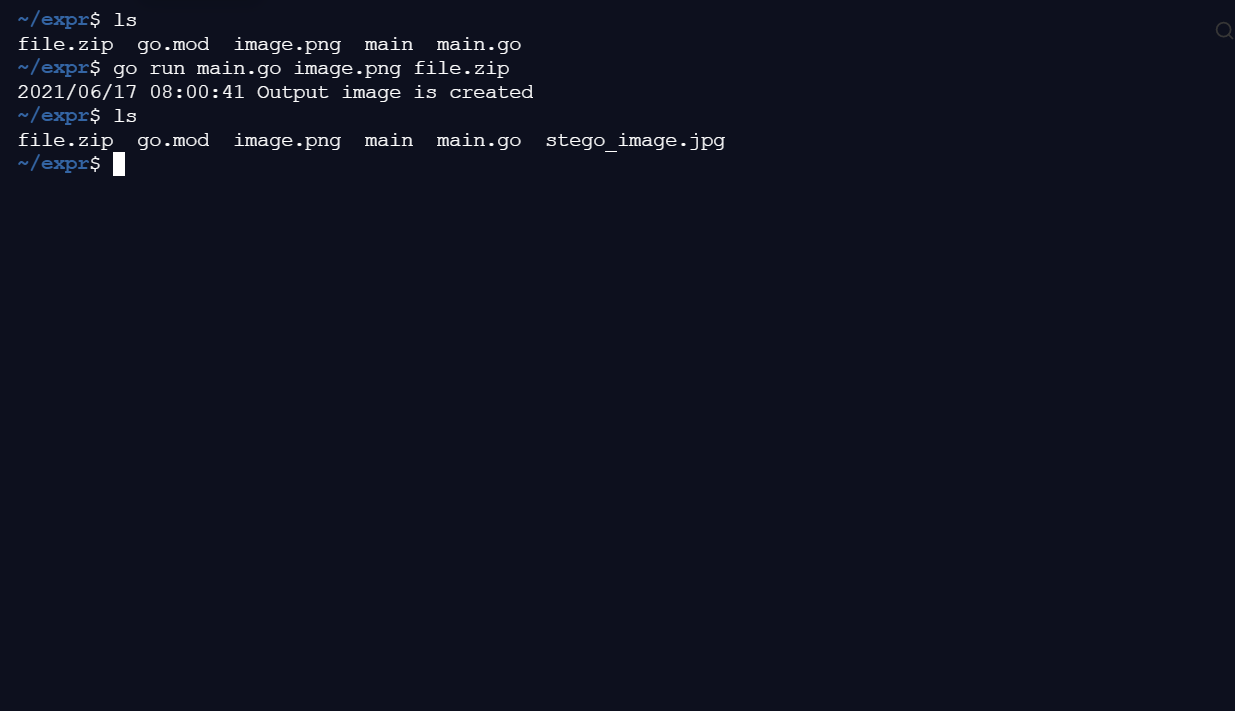 ~/expr$ ls
file.zip  go.mod  image.png  main  main.go
~/expr$ go run main.go image.png file.zip
2021/06/17 08:00:41 Output image is created
~/expr$ ls
file.zip  go.mod  image.png  main  main.go  stego_image.jpg
~/expr$